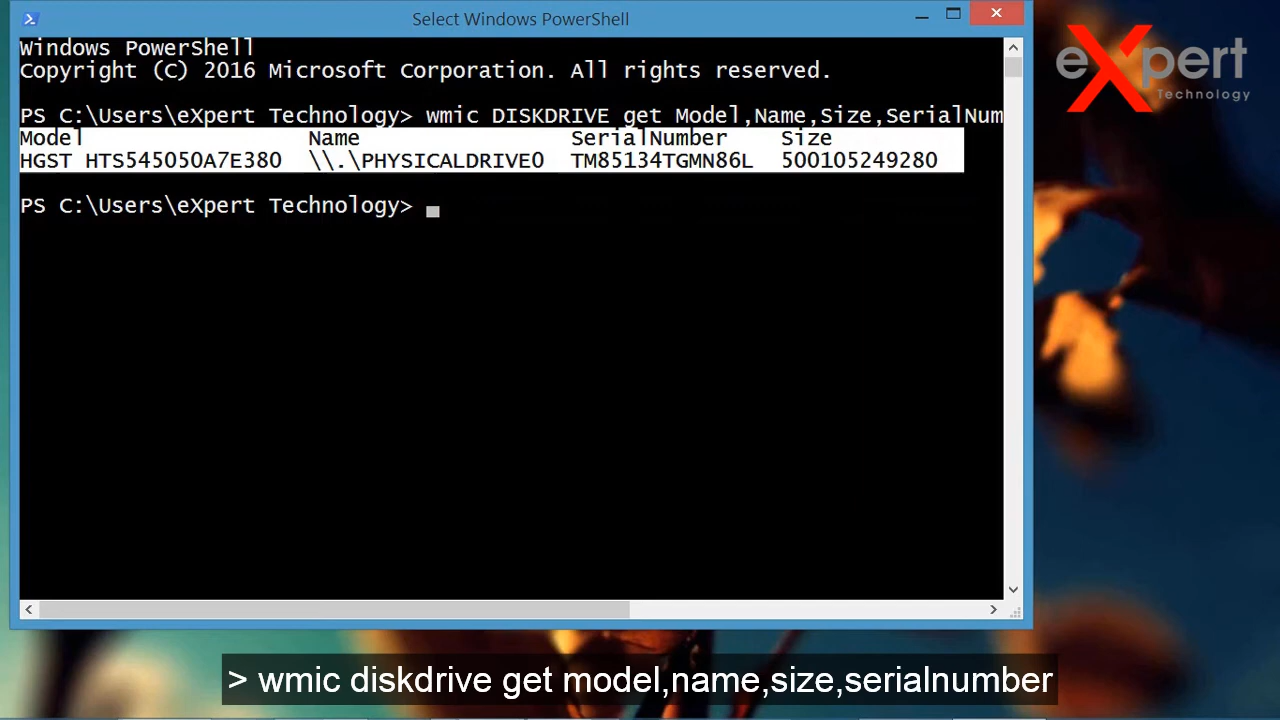 Select Windows PowerShell
Windows PowerShell
Copyright (C) 2016 Microsoft Corporation. All rights reserved.
PS C:\Users\eXpert Technology> wmic DISKDRIVE get Model,Name,Size,SerialNum
Model Name SerialNumber Size
HGST HTS545050A7E380 \\.\PHYSICALDRIVE0 TM85134TGMN86L 500105249280
PS C:\Users\eXpert Technology>
eXpert
Technology
> wmic diskdrive get model,name,size,serialnumber